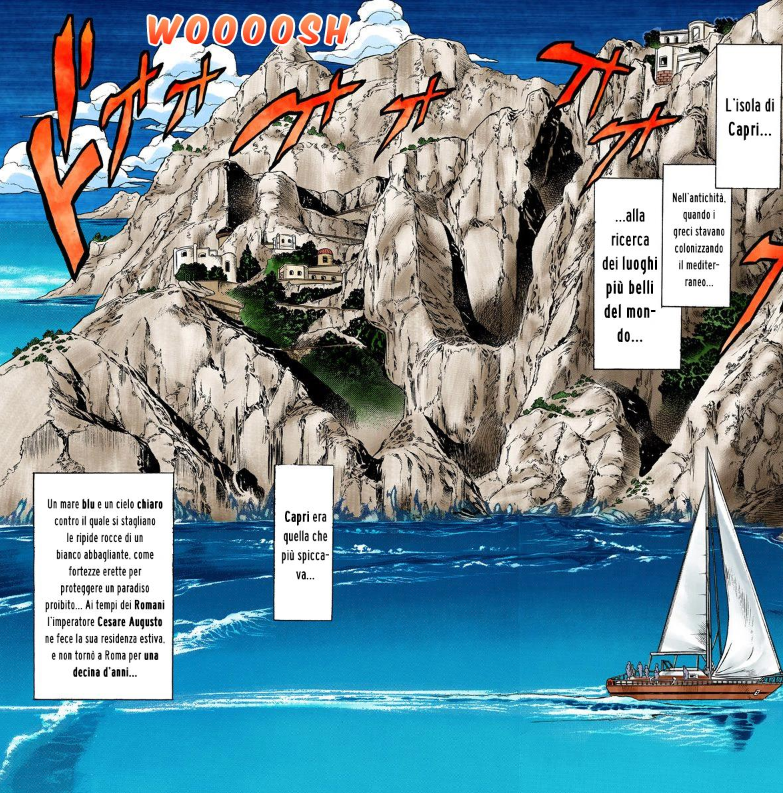 WOOOOSH
ドオオオオオオオ
L'isola di
Capri...
Nell'antichità,
quando i
greci stavano
colonizzando
il mediter-
raneo...
...alla
ricerca
dei luoghi
più belli
del mon-
do...
Capri era
quella che
più spicca-
va...
Un mare blu e un cielo chiaro
contro il quale si stagliano
le ripide rocce di un
bianco abbagliante, come
fortezze erette per
proteggere un paradiso
proibito... Ai tempi dei Romani
l'imperatore Cesare Augusto
ne fece la sua residenza estiva,
e non tornò a Roma per una
decina d'anni...